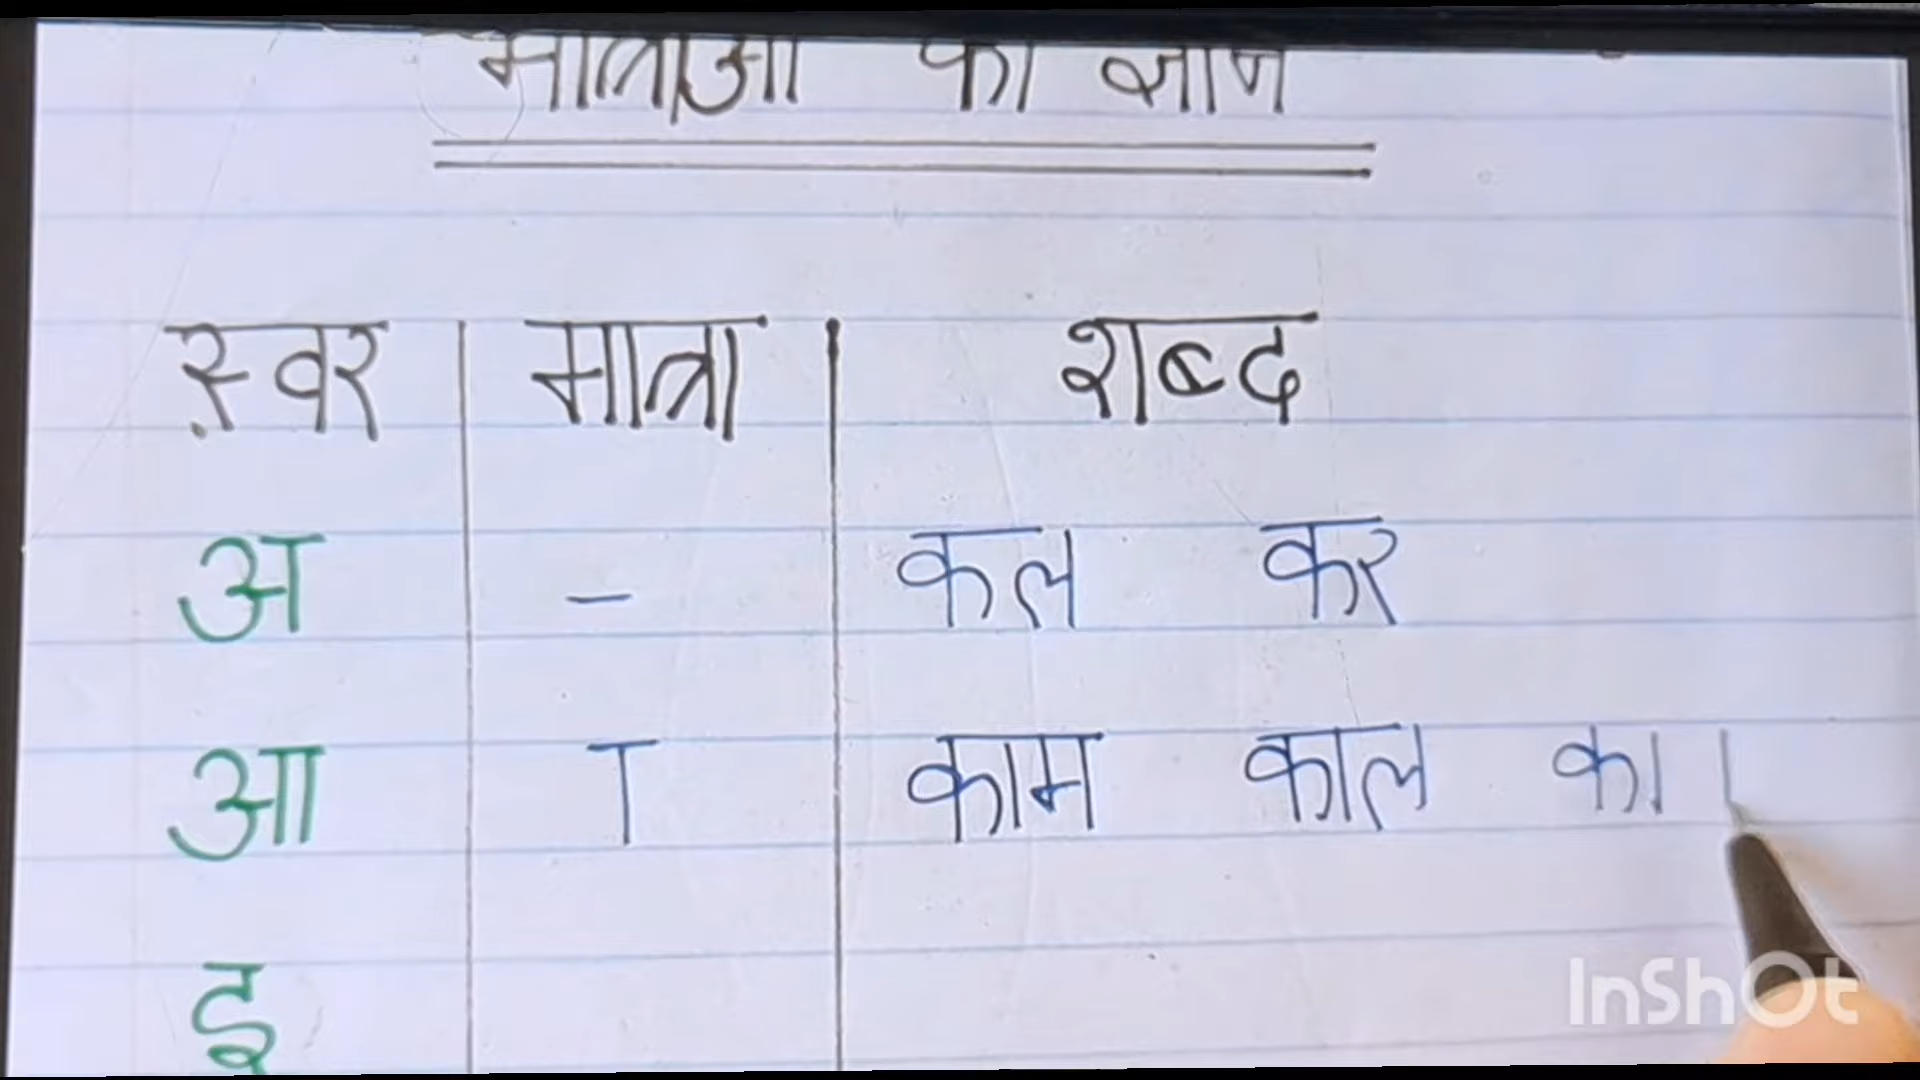 मात्राओं का ज्ञान
स्वर मात्रा शब्द
अ - कल कर
आ ा काम काल का
इ
InShOt